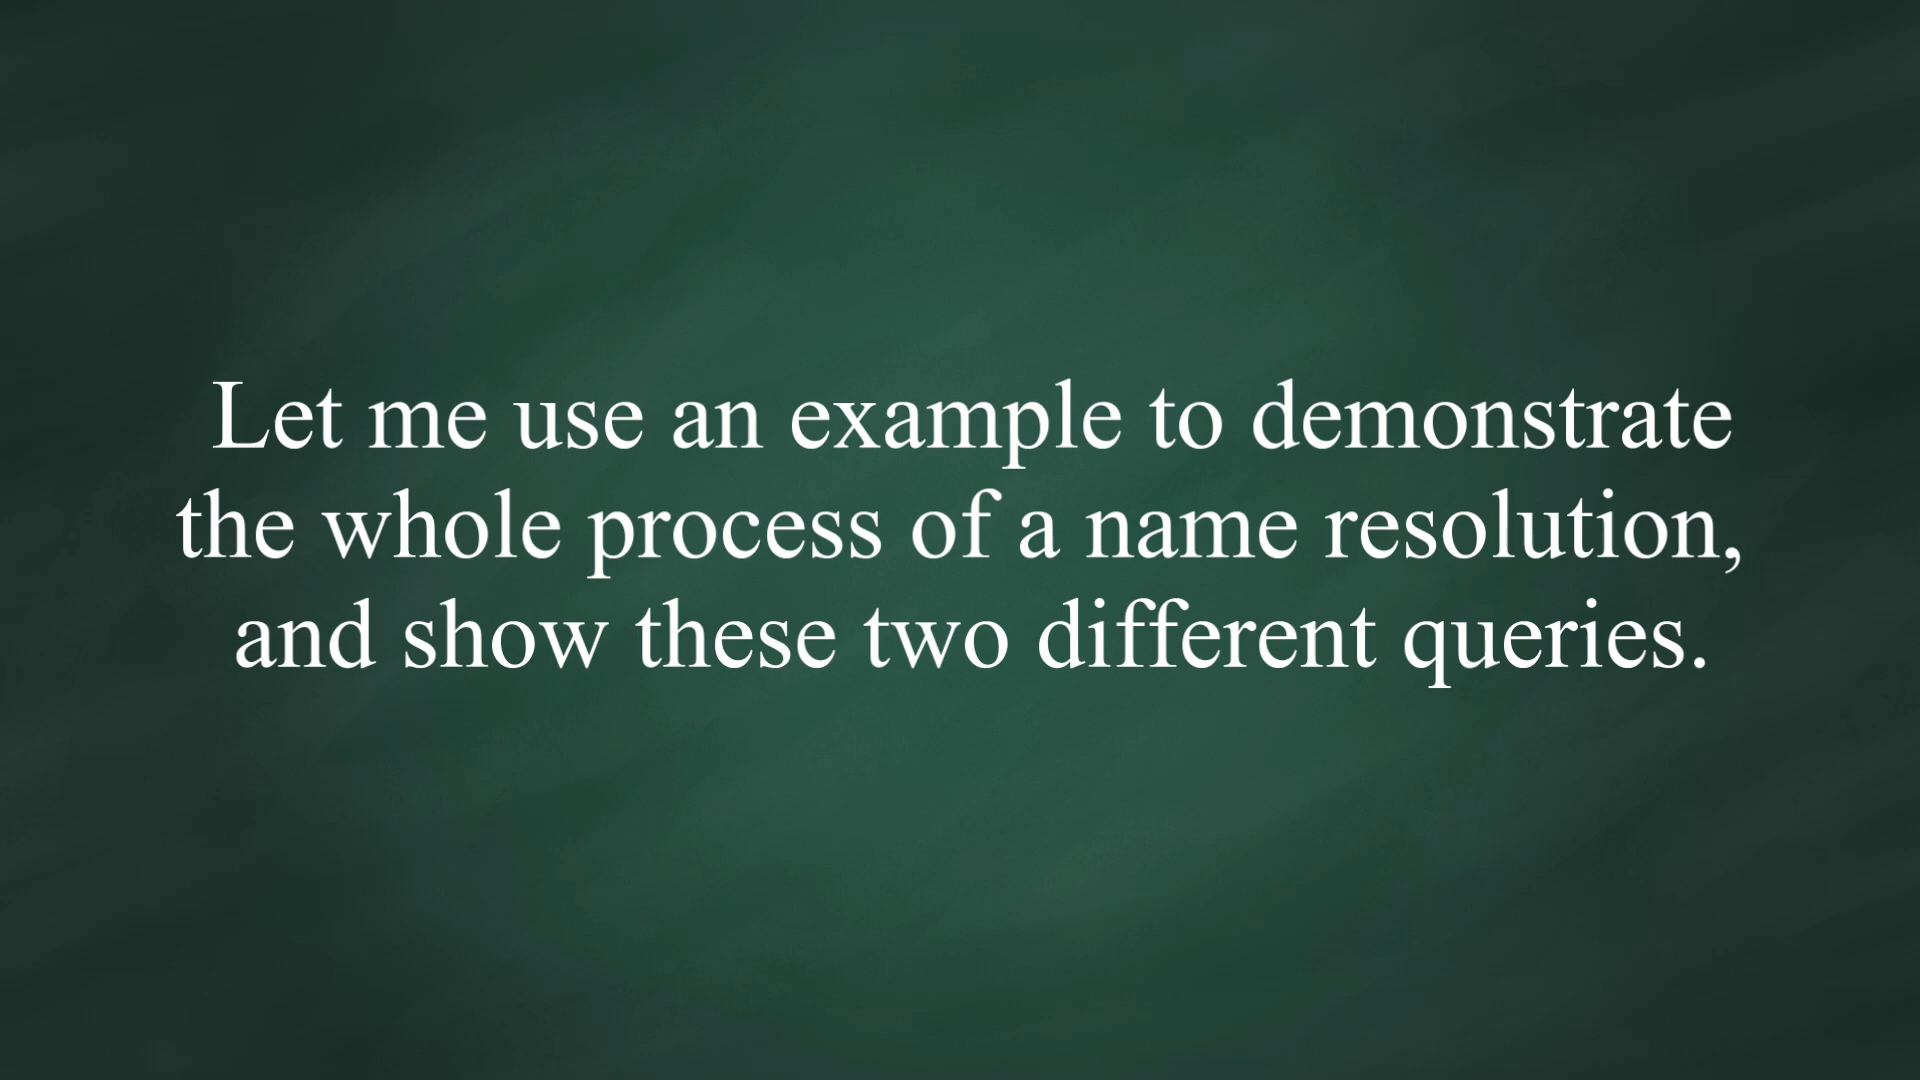 Let me use an example to demonstrate
the whole process of a name resolution,
and show these two different queries.